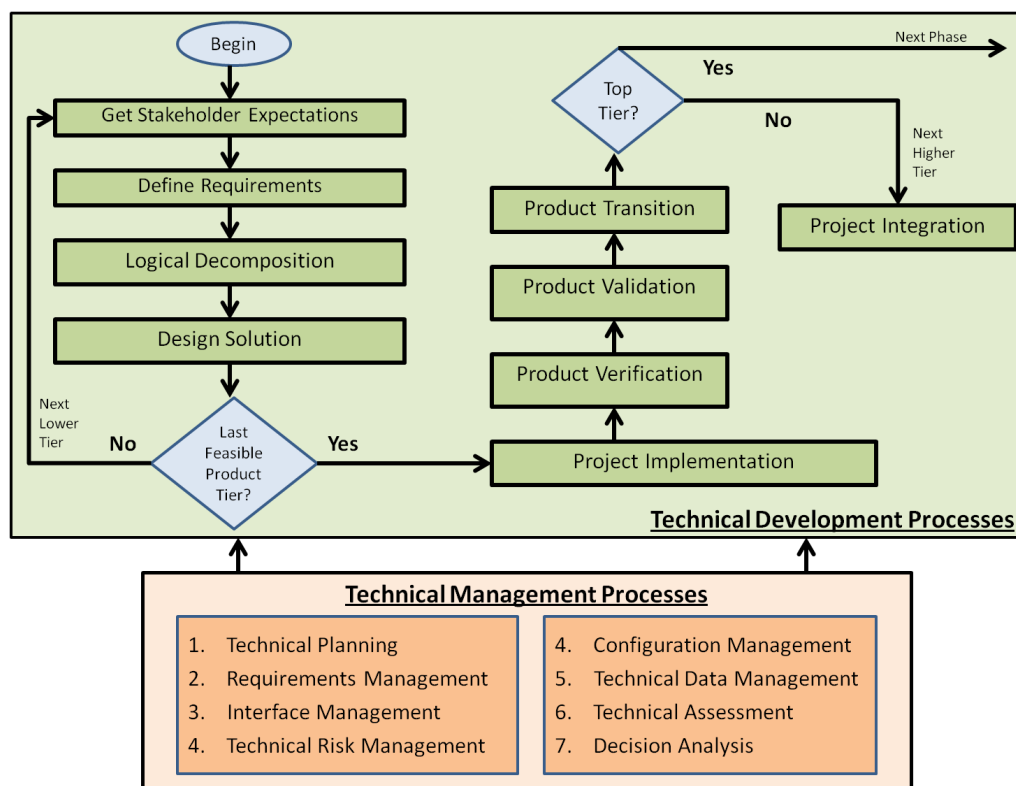 Begin
Get Stakeholder Expectations
Define Requirements
Logical Decomposition
Design Solution
Next
Lower
Tier
No
Last
Feasible
Product
Tier?
Yes
Next Phase
Yes
Top
Tier?
No
Next
Higher
Tier
Product Transition
Project Integration
Product Validation
Product Verification
Project Implementation
Technical Development Processes
Technical Management Processes
1. Technical Planning
2. Requirements Management
3. Interface Management
4. Technical Risk Management
4. Configuration Management
5. Technical Data Management
6. Technical Assessment
7. Decision Analysis